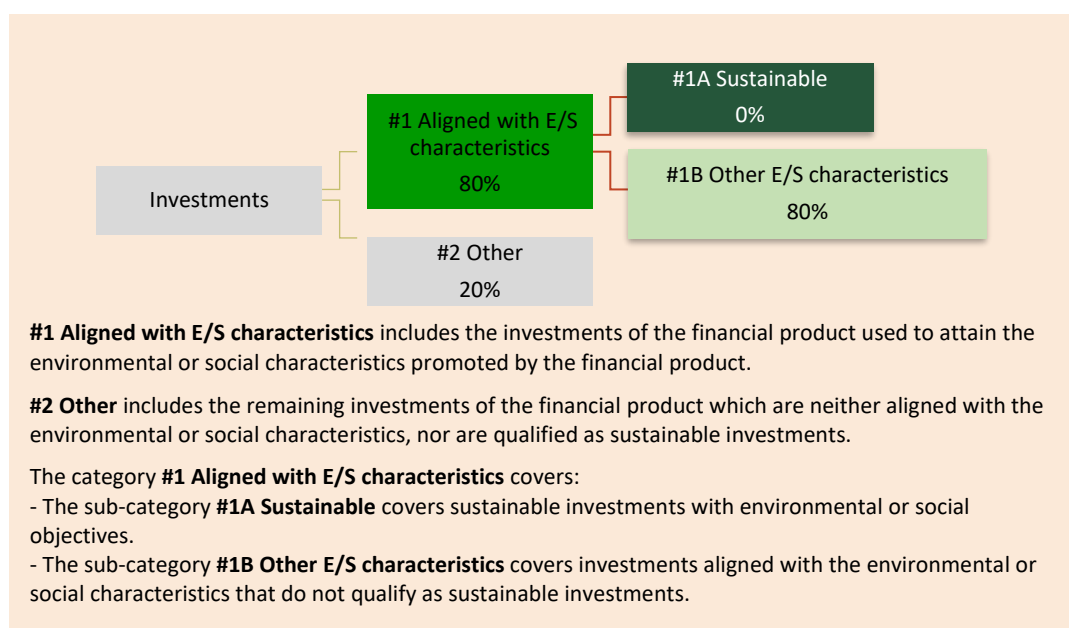 #1A Sustainable
0%
#1 Aligned with E/S
characteristics
80%
#1B Other E/S characteristics
80%
Investments
#2 Other
20%
#1 Aligned with E/S characteristics includes the investments of the financial product used to attain the
environmental or social characteristics promoted by the financial product.
#2 Other includes the remaining investments of the financial product which are neither aligned with the
environmental or social characteristics, nor are qualified as sustainable investments.
The category #1 Aligned with E/S characteristics covers:
- The sub-category #1A Sustainable covers sustainable investments with environmental or social
objectives.
- The sub-category #1B Other E/S characteristics covers investments aligned with the environmental or
social characteristics that do not qualify as sustainable investments.